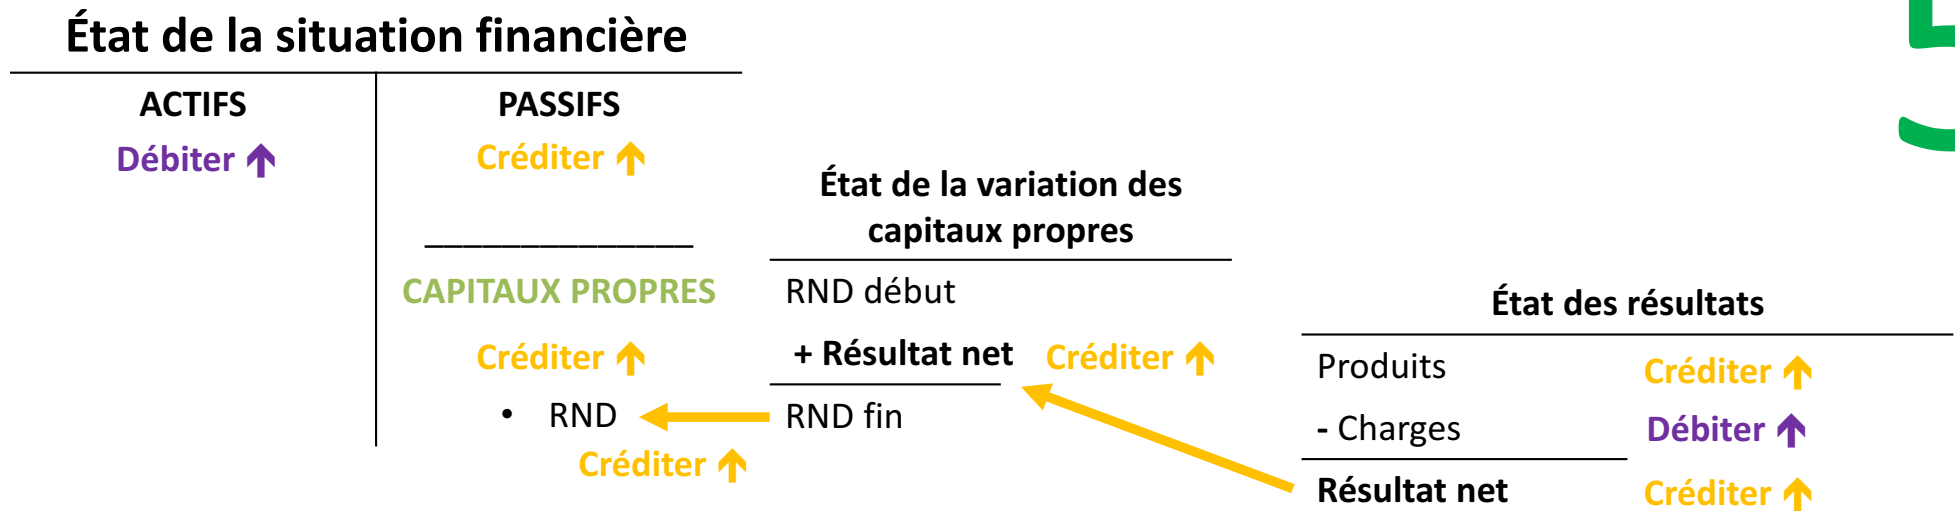 État de la situation financière
ACTIFS
Débiter ↑
PASSIFS
Créditer ↑
CAPITAUX PROPRES
Créditer ↑
• RND
Créditer ↑
État de la variation des
capitaux propres
RND début
+ Résultat net Créditer ↑
RND fin
État des résultats
Produits Créditer ↑
- Charges Débiter ↑
Résultat net Créditer ↑